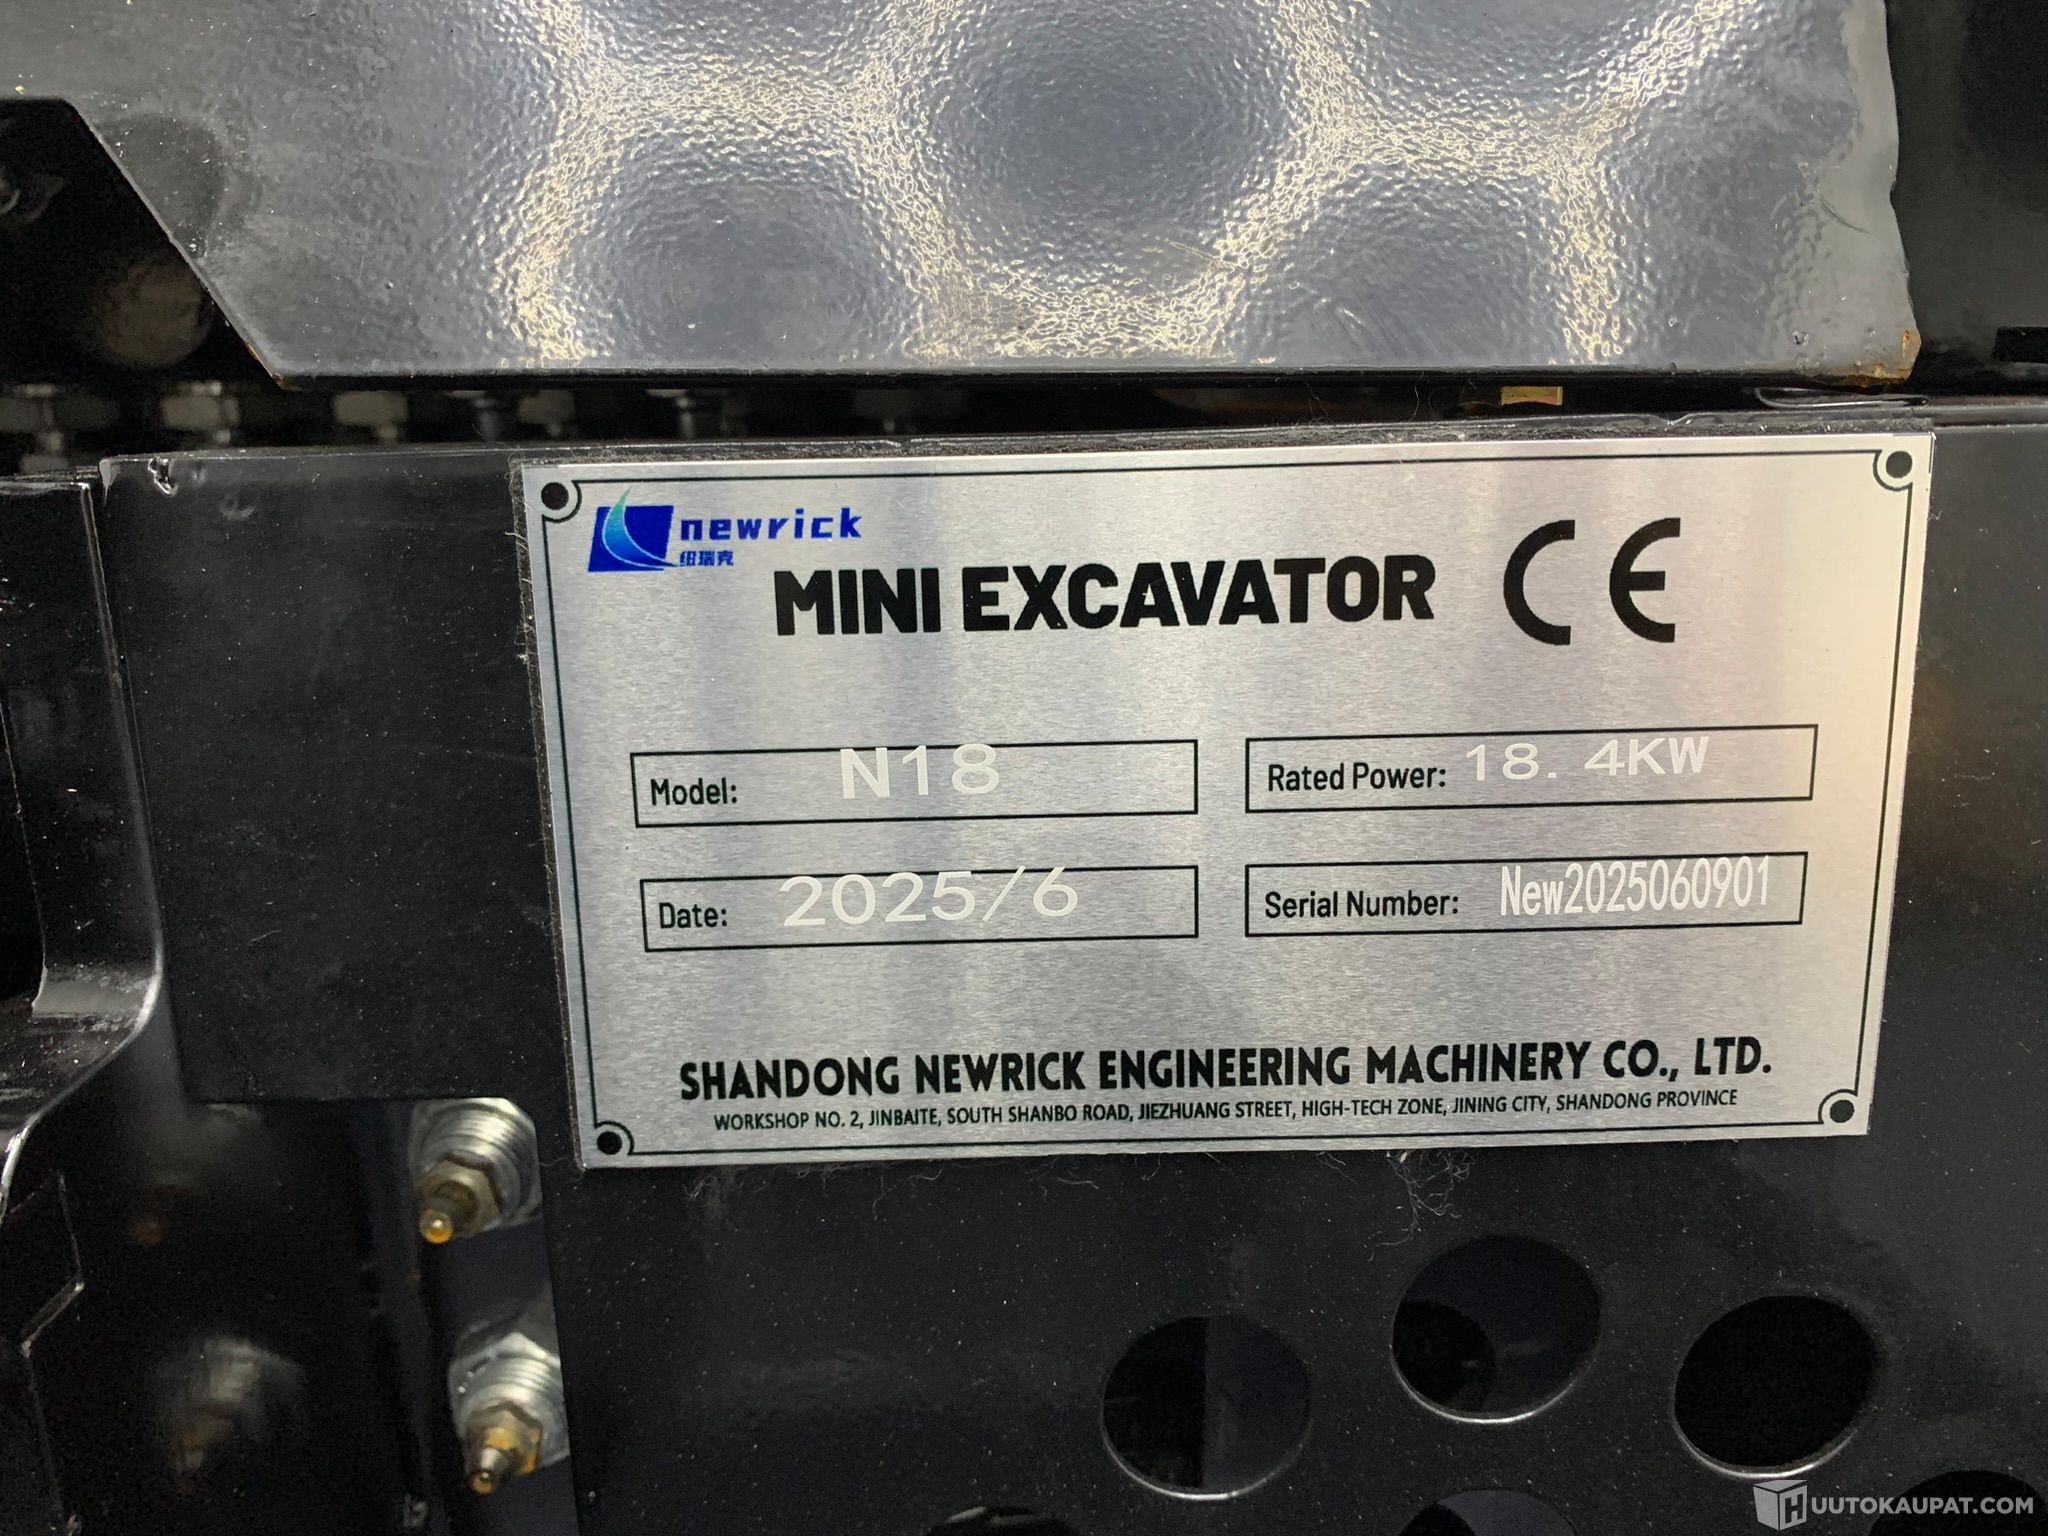 newrick
纽瑞克
MINI EXCAVATOR CE
Model: N18
Rated Power: 18.4KW
Date: 2025/6
Serial Number: New2025060901
SHANDONG NEWRICK ENGINEERING MACHINERY CO., LTD.
WORKSHOP NO. 2, JINBAITE, SOUTH SHANBO ROAD, JIEZHUANG STREET, HIGH-TECH ZONE, JINING CITY, SHANDONG PROVINCE
HUUTOKAUPAT.COM